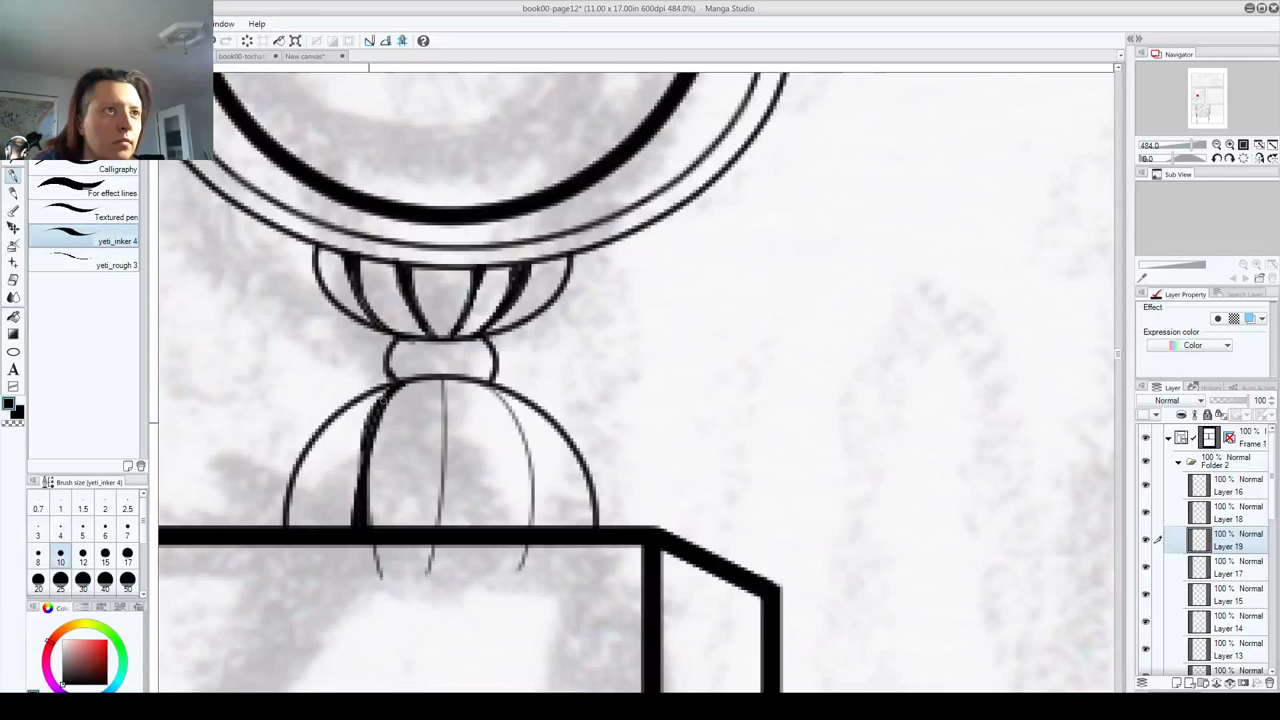 book00-page12* (11.00 x 17.00in 600dpi 484.0%) - Manga Studio
indow Help
book00-tochar
New canvas*
Navigator
484.0
0.0
Sub View
Calligraphy
For effect lines
Textured pen
yeti_inker 4
yeti_rough 3
Layer Property
Search Layer
Effect
Expression color
Color
Layer
Normal 100
100 %
Frame 1
100 % Normal
Folder 2
100 % Normal
Layer 16
100 % Normal
Layer 18
100 % Normal
Layer 19
100 % Normal
Layer 17
100 % Normal
Layer 15
100 % Normal
Layer 14
100 % Normal
Layer 13
100 % Normal
Brush size [yeti_inker 4]
0.7 1 1.5 2 2.5
3 4 5 6 7
8 10 12 15 17
20 25 30 40 50
A